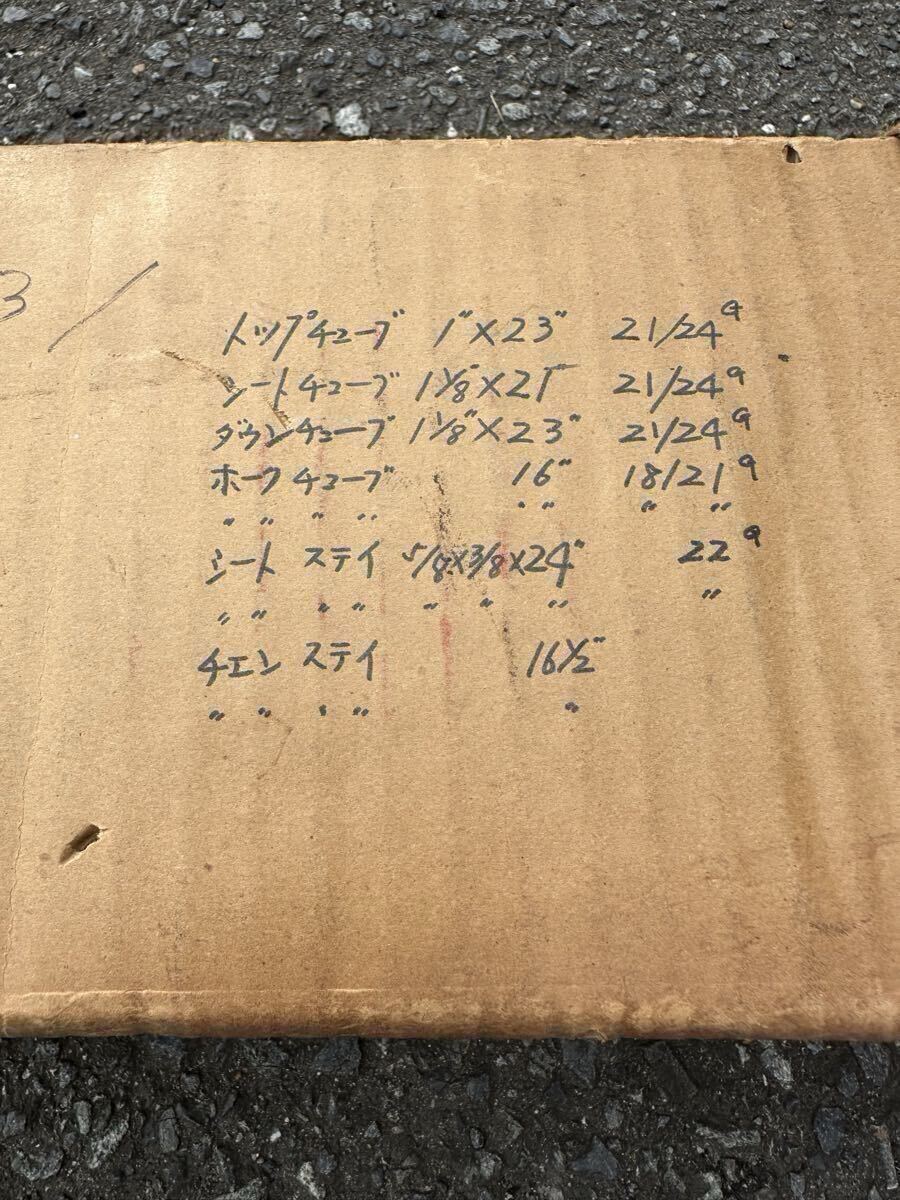 3 /
トップチューブ 1"×23" 21/24G
シートチューブ 1 1/8"×21" 21/24G
ダウンチューブ 1 1/8"×23" 21/24G
ホークチューブ 16" 18/21G
〃 〃 〃 〃 〃 〃 〃 〃
シート ステイ 5/8×3/8×24" 22G
〃 〃 〃 〃 〃 〃 〃 〃
チエン ステイ 16 1/2"
〃 〃 〃 〃 〃